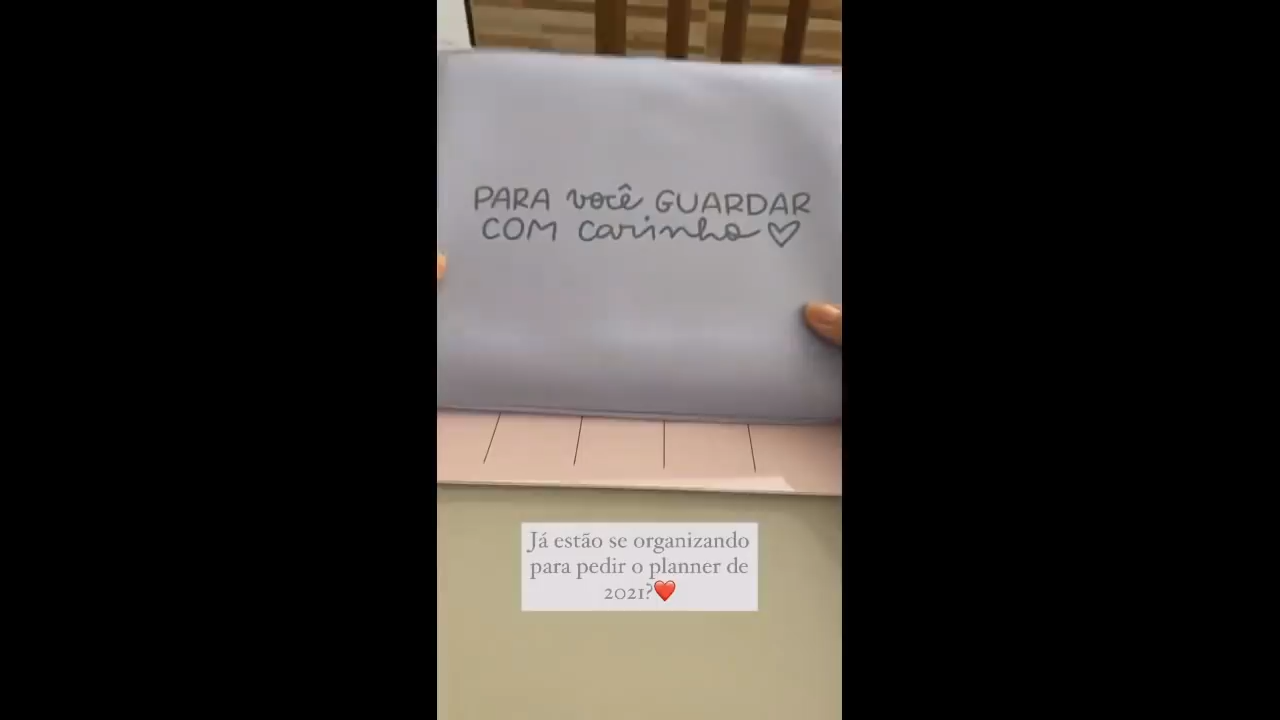 PARA você GUARDAR
COM carinho♡
Já estão se organizando
para pedir o planner de
2021?❤️